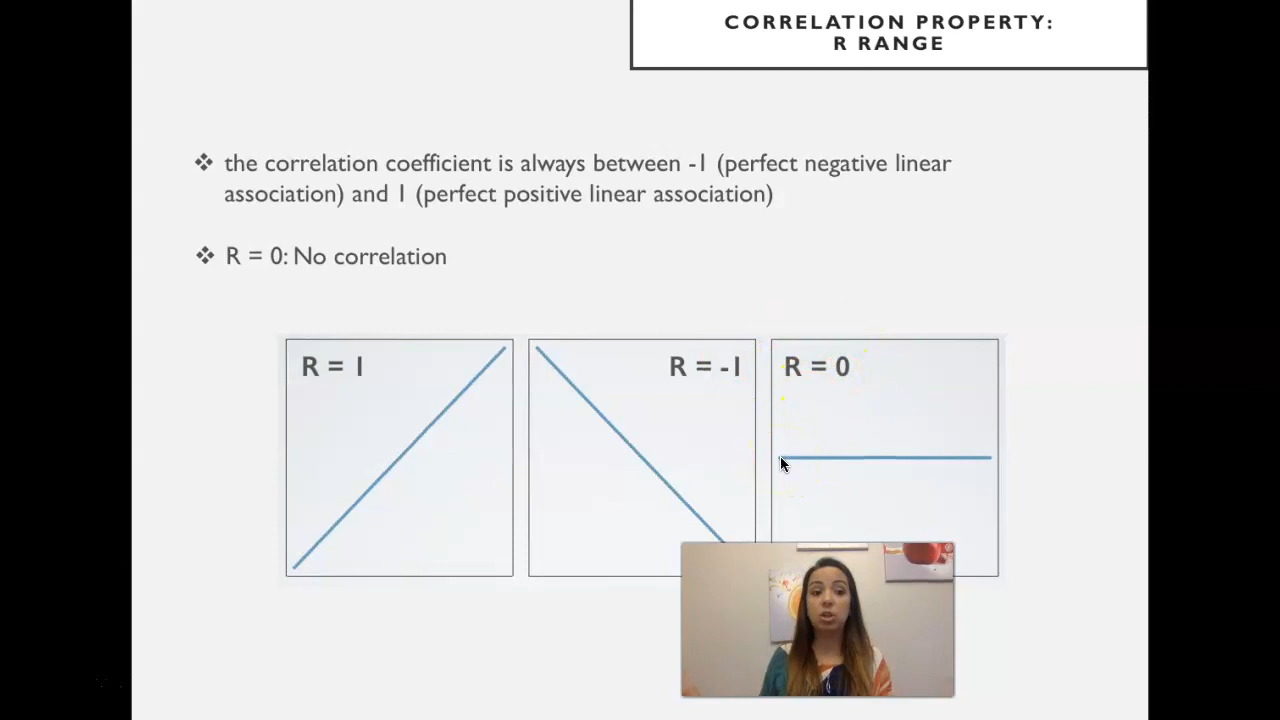 CORRELATION PROPERTY:
R RANGE
❖ the correlation coefficient is always between -1 (perfect negative linear
association) and 1 (perfect positive linear association)
❖ R = 0: No correlation
R = 1
R = -1
R = 0